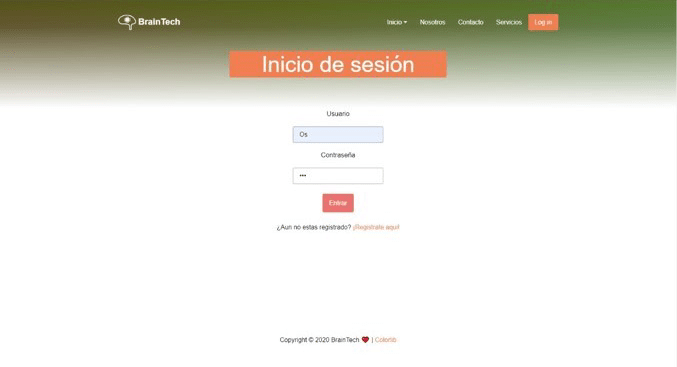 BrainTech
Inicio Nosotros Contacto Servicios Log in
Inicio de sesión
Usuario
Os
Contraseña
•••
Entrar
¿Aun no estas registrado? ¡Registrate aquí!
Copyright © 2020 BrainTech ❤ | Colorlib